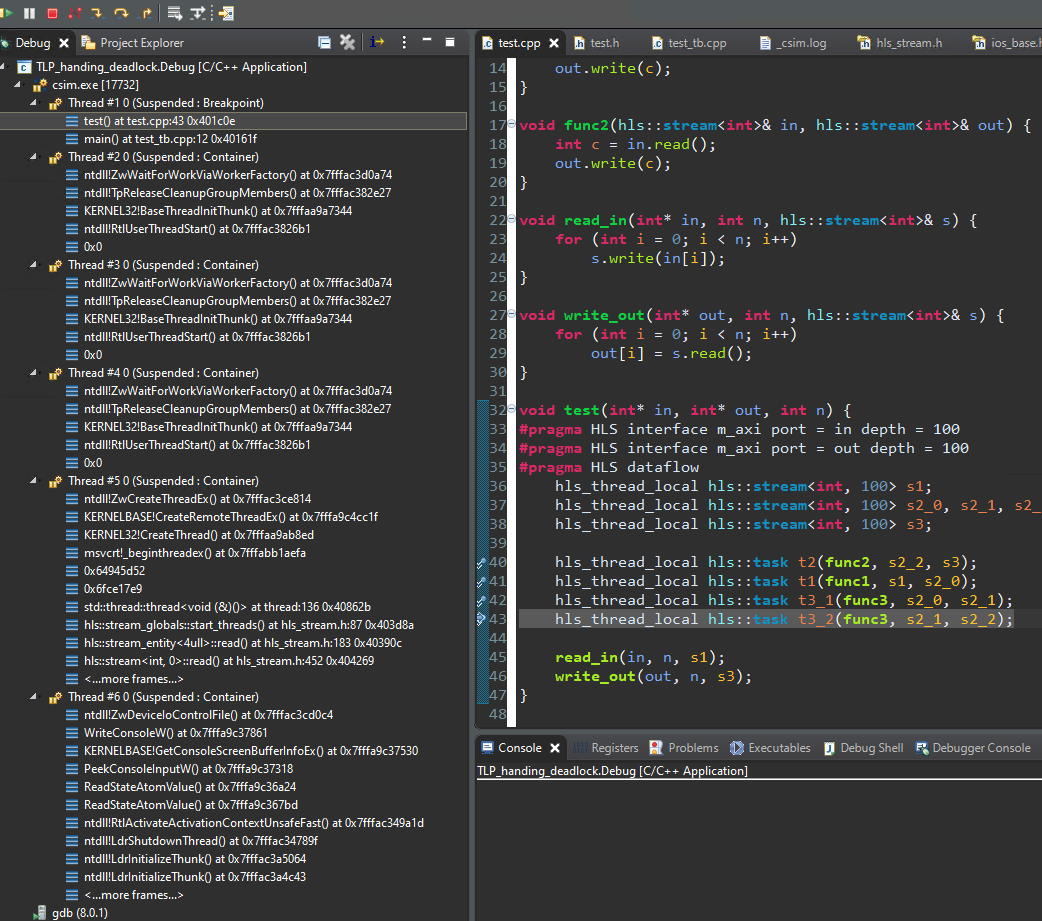 Debug
Project Explorer
TLP_handing_deadlock.Debug [C/C++ Application]
csim.exe [17732]
Thread #1 0 (Suspended : Breakpoint)
test() at test.cpp:43 0x401c0e
main() at test_tb.cpp:12 0x40161f
Thread #2 0 (Suspended : Container)
ntdll!ZwWaitForWorkViaWorkerFactory() at 0x7fffac3d0a74
ntdll!TpReleaseCleanupGroupMembers() at 0x7fffac382e27
KERNEL32!BaseThreadInitThunk() at 0x7fffaa9a7344
ntdll!RtlUserThreadStart() at 0x7fffac3826b1
0x0
Thread #3 0 (Suspended : Container)
ntdll!ZwWaitForWorkViaWorkerFactory() at 0x7fffac3d0a74
ntdll!TpReleaseCleanupGroupMembers() at 0x7fffac382e27
KERNEL32!BaseThreadInitThunk() at 0x7fffaa9a7344
ntdll!RtlUserThreadStart() at 0x7fffac3826b1
0x0
Thread #4 0 (Suspended : Container)
ntdll!ZwWaitForWorkViaWorkerFactory() at 0x7fffac3d0a74
ntdll!TpReleaseCleanupGroupMembers() at 0x7fffac382e27
KERNEL32!BaseThreadInitThunk() at 0x7fffaa9a7344
ntdll!RtlUserThreadStart() at 0x7fffac3826b1
0x0
Thread #5 0 (Suspended : Container)
ntdll!ZwCreateThreadEx() at 0x7fffac3ce814
KERNELBASE!CreateRemoteThreadEx() at 0x7fffa9c4cc1f
KERNEL32!CreateThread() at 0x7fffaa9ab8ed
msvcrt!_beginthreadex() at 0x7fffabb1aefa
0x64945d52
0x6fce17e9
std::thread::thread<void (&)()> at thread:136 0x40862b
hls::stream_globals::start_threads() at hls_stream.h:87 0x403d8a
hls::stream_entity<4ull>::read() at hls_stream.h:183 0x40390c
hls::stream<int, 0>::read() at hls_stream.h:452 0x404269
<...more frames...>
Thread #6 0 (Suspended : Container)
ntdll!ZwDeviceIoControlFile() at 0x7fffac3cd0c4
WriteConsoleW() at 0x7fffa9c37861
KERNELBASE!GetConsoleScreenBufferInfoEx() at 0x7fffa9c37530
PeekConsoleInputW() at 0x7fffa9c37318
ReadStateAtomValue() at 0x7fffa9c36a24
ReadStateAtomValue() at 0x7fffa9c367bd
ntdll!RtlActivateActivationContextUnsafeFast() at 0x7fffac349a1d
ntdll!LdrShutdownThread() at 0x7fffac34789f
ntdll!LdrInitializeThunk() at 0x7fffac3a5064
ntdll!LdrInitializeThunk() at 0x7fffac3a4c43
<...more frames...>
gdb (8.0.1)
test.cpp
test.h
test_tb.cpp
_csim.log
hls_stream.h
ios_base.h
14     out.write(c);
15 }
16
17 void func2(hls::stream<int>& in, hls::stream<int>& out) {
18     int c = in.read();
19     out.write(c);
20 }
21
22 void read_in(int* in, int n, hls::stream<int>& s) {
23     for (int i = 0; i < n; i++)
24         s.write(in[i]);
25 }
26
27 void write_out(int* out, int n, hls::stream<int>& s) {
28     for (int i = 0; i < n; i++)
29         out[i] = s.read();
30 }
31
32 void test(int* in, int* out, int n) {
33 #pragma HLS interface m_axi port = in depth = 100
34 #pragma HLS interface m_axi port = out depth = 100
35 #pragma HLS dataflow
36     hls_thread_local hls::stream<int, 100> s1;
37     hls_thread_local hls::stream<int, 100> s2_0, s2_1, s2_
38     hls_thread_local hls::stream<int, 100> s3;
39
40     hls_thread_local hls::task t2(func2, s2_2, s3);
41     hls_thread_local hls::task t1(func1, s1, s2_0);
42     hls_thread_local hls::task t3_1(func3, s2_0, s2_1);
43     hls_thread_local hls::task t3_2(func3, s2_1, s2_2);
44
45     read_in(in, n, s1);
46     write_out(out, n, s3);
47 }
48
Console
Registers
Problems
Executables
Debug Shell
Debugger Console
TLP_handing_deadlock.Debug [C/C++ Application]